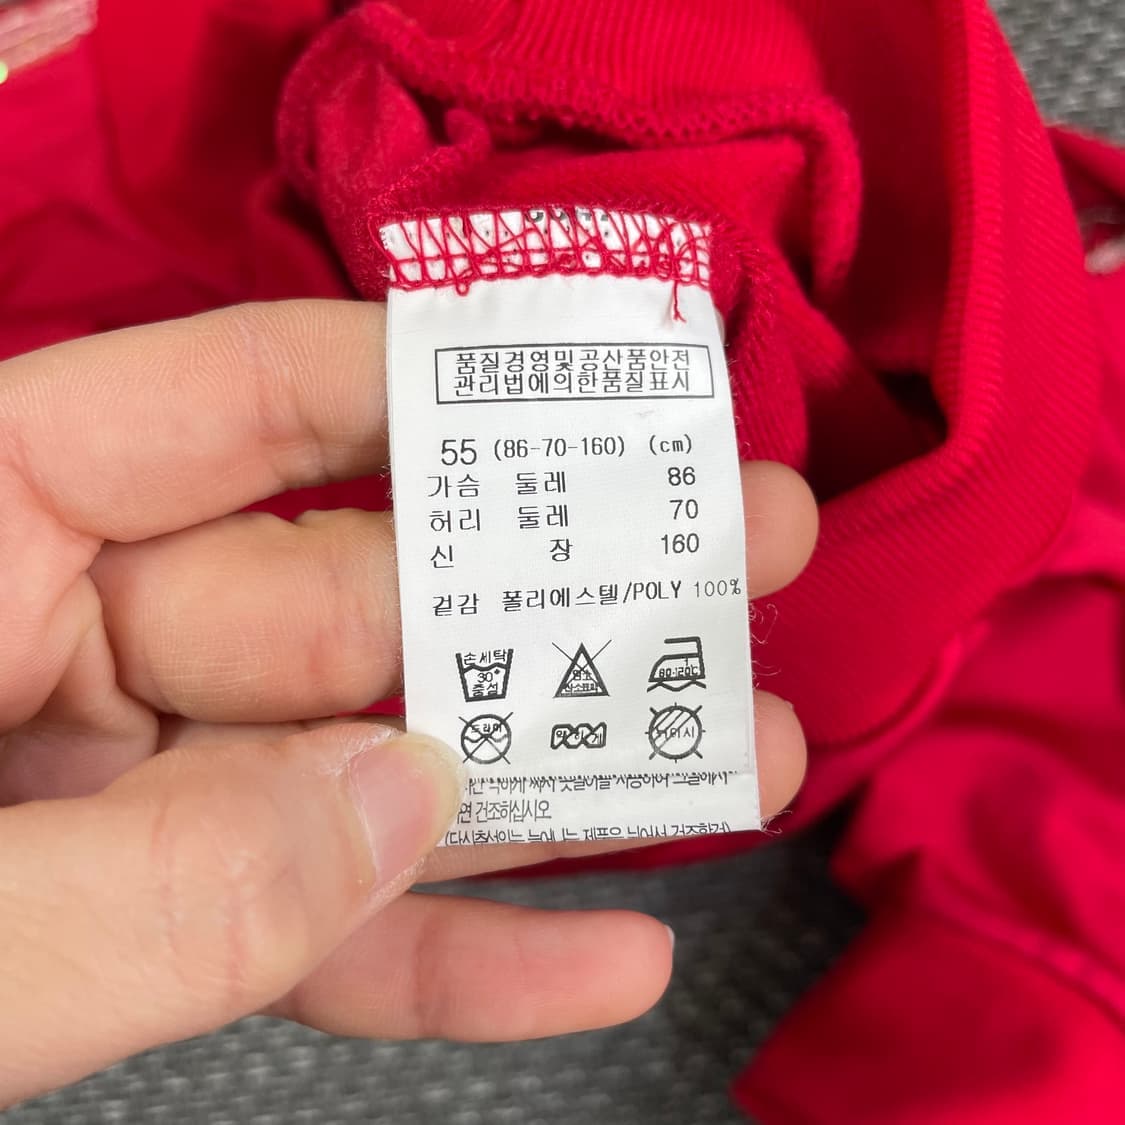 품질경영및공산품안전
관리법에의한품질표시
55 (86-70-160) (cm)
가슴 둘레 86
허리 둘레 70
신 장 160
겉감 폴리에스텔/POLY 100%
손세탁
30°
중성
80-120℃
드라이
약하게
연 건조하십시오